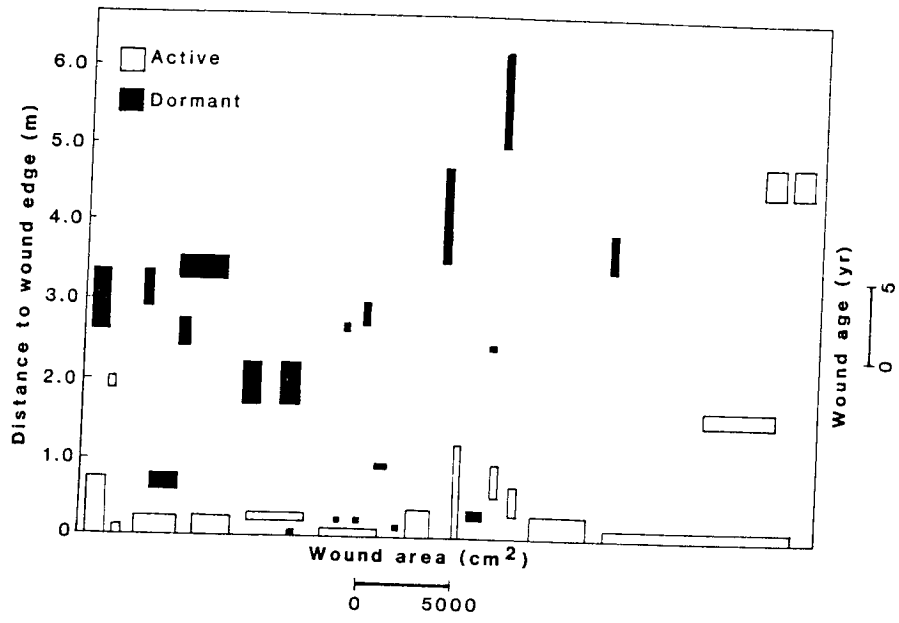 6.0
5.0
4.0
3.0
2.0
1.0
0
Distance to wound edge (m)
Active
Dormant
Wound area (cm²)
0 5000
Wound age (yr)
0 5